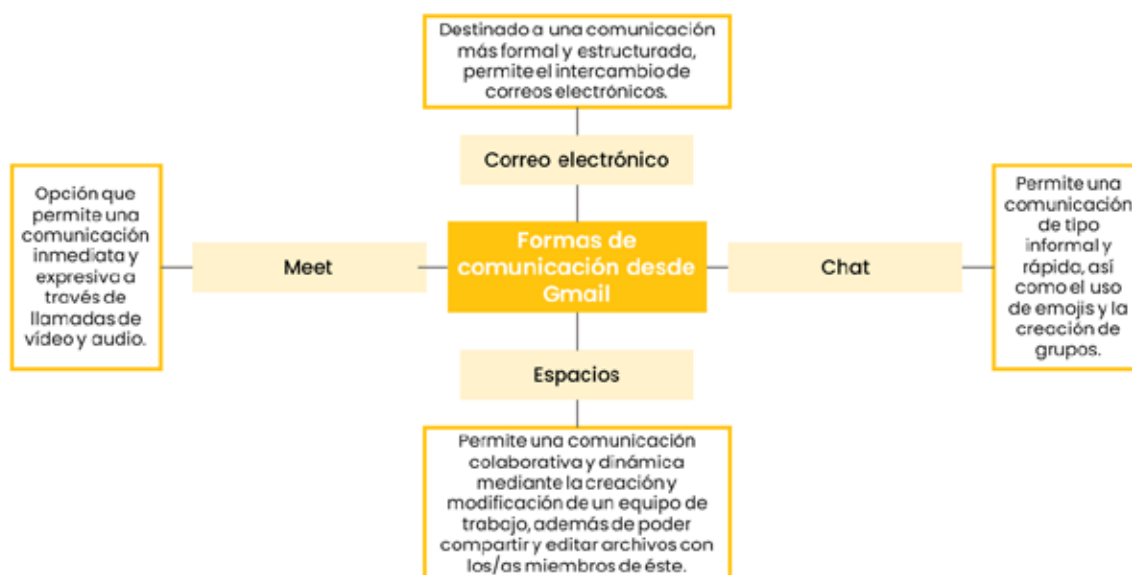 Destinado a una comunicación
más formal y estructurada,
permite el intercambio de
correos electrónicos.
Correo electrónico
Opción que
permite una
comunicación
inmediata y
expresiva a
través de
llamadas de
vídeo y audio.
Meet
Formas de
comunicación desde
Gmail
Chat
Permite una
comunicación
de tipo
informal y
rápida, así
como el uso
de emojis y la
creación de
grupos.
Espacios
Permite una comunicación
colaborativa y dinámica
mediante la creación y
modificación de un equipo de
trabajo, además de poder
compartir y editar archivos con
los/as miembros de éste.